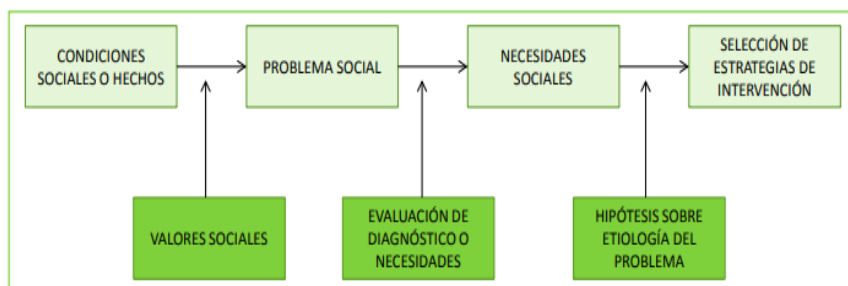 CONDICIONES
SOCIALES O HECHOS
PROBLEMA SOCIAL
NECESIDADES
SOCIALES
SELECCIÓN DE
ESTRATEGIAS DE
INTERVENCIÓN
VALORES SOCIALES
EVALUACIÓN DE
DIAGNÓSTICO O
NECESIDADES
HIPÓTESIS SOBRE
ETIOLOGÍA DEL
PROBLEMA